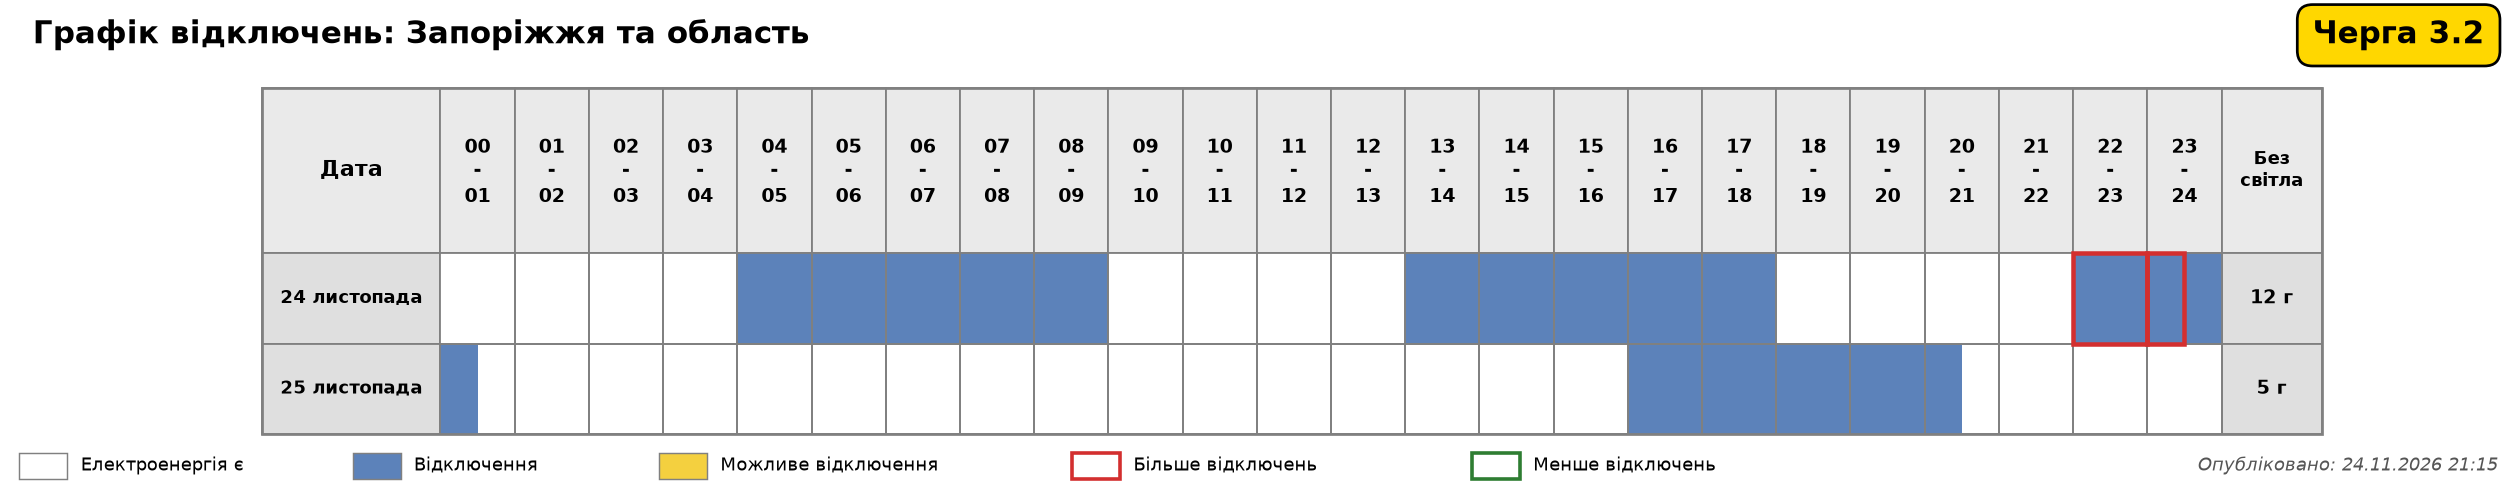 Графік відключень: Запоріжжя та область
Черга 3.2
Дата
00 - 01
01 - 02
02 - 03
03 - 04
04 - 05
05 - 06
06 - 07
07 - 08
08 - 09
09 - 10
10 - 11
11 - 12
12 - 13
13 - 14
14 - 15
15 - 16
16 - 17
17 - 18
18 - 19
19 - 20
20 - 21
21 - 22
22 - 23
23 - 24
Без
світла
24 листопада
12 г
25 листопада
5 г
Електроенергія є
Відключення
Можливе відключення
Більше відключень
Менше відключень
Опубліковано: 24.11.2026 21:15